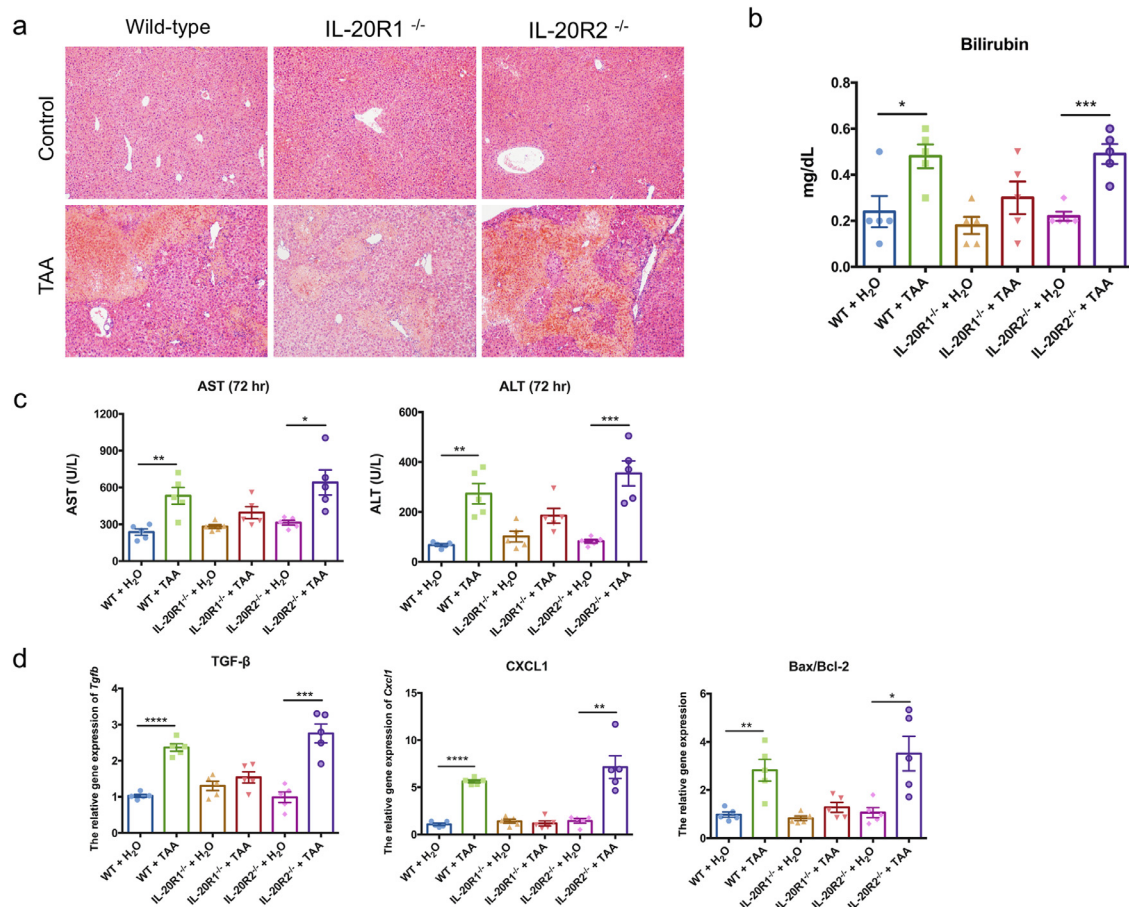 a
Wild-type
IL-20R1 -/-
IL-20R2 -/-
Control
TAA
b
Bilirubin
mg/dL
0.8
0.6
0.4
0.2
0.0
*
***
WT + H2O
WT + TAA
IL-20R1-/- + H2O
IL-20R1-/- + TAA
IL-20R2-/- + H2O
IL-20R2-/- + TAA
c
AST (72 hr)
AST (U/L)
1200
900
600
300
0
**
*
WT + H2O
WT + TAA
IL-20R1-/- + H2O
IL-20R1-/- + TAA
IL-20R2-/- + H2O
IL-20R2-/- + TAA
ALT (72 hr)
ALT (U/L)
600
400
200
0
**
***
WT + H2O
WT + TAA
IL-20R1-/- + H2O
IL-20R1-/- + TAA
IL-20R2-/- + H2O
IL-20R2-/- + TAA
d
TGF-β
The relative gene expression of Tgfb
4
3
2
1
0
****
***
WT + H2O
WT + TAA
IL-20R1-/- + H2O
IL-20R1-/- + TAA
IL-20R2-/- + H2O
IL-20R2-/- + TAA
CXCL1
The relative gene expression of Cxcl1
15
10
5
0
****
**
WT + H2O
WT + TAA
IL-20R1-/- + H2O
IL-20R1-/- + TAA
IL-20R2-/- + H2O
IL-20R2-/- + TAA
Bax/Bcl-2
The relative gene expression
6
4
2
0
**
*
WT + H2O
WT + TAA
IL-20R1-/- + H2O
IL-20R1-/- + TAA
IL-20R2-/- + H2O
IL-20R2-/- + TAA